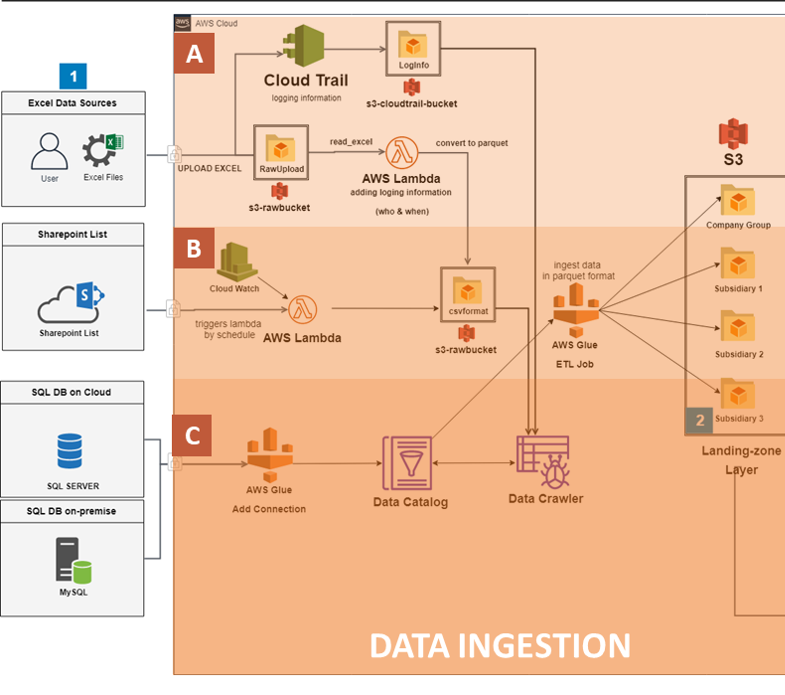 aws
AWS Cloud
A
1
Excel Data Sources
User
Excel Files
X
UPLOAD EXCEL
Cloud Trail
logging information
LogInfo
s3-cloudtrail-bucket
RawUpload
s3-rawbucket
read_excel
AWS Lambda
adding loging information
(who & when)
convert to parquet
S3
Company Group
Subsidiary 1
Subsidiary 2
Subsidiary 3
2
Landing-zone
Layer
Sharepoint List
S
Sharepoint List
B
Cloud Watch
triggers lambda
by schedule
AWS Lambda
csvformat
s3-rawbucket
ingest data
in parquet format
AWS Glue
ETL Job
SQL DB on Cloud
SQL SERVER
SQL DB on-premise
MySQL
C
AWS Glue
Add Connection
Data Catalog
Data Crawler
DATA INGESTION